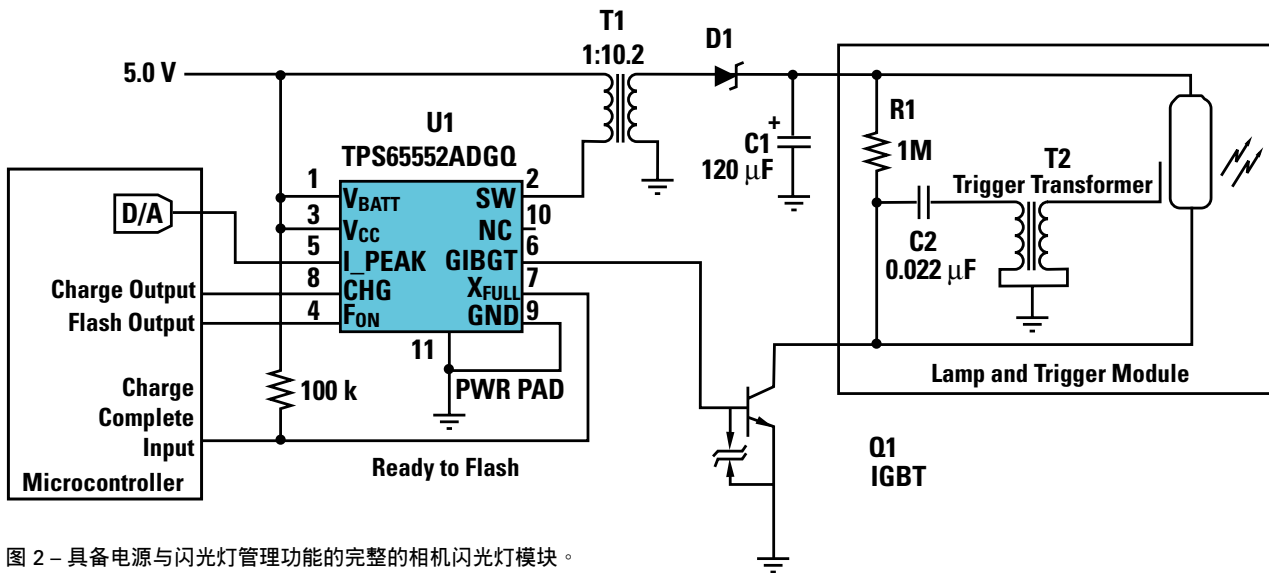 T1
1:10.2
D1
5.0 V
U1
TPS65552ADGQ
+
C1
120 μF
R1
1M
T2
Trigger Transformer
C2
0.022 μF
Lamp and Trigger Module
D/A
1
3
5
8
4
V_BATT
V_CC
I_PEAK
CHG
F_ON
SW
NC
GIBGT
X_FULL
GND
2
10
6
7
9
11
PWR PAD
Charge Output
Flash Output
Charge
Complete
Input
Microcontroller
100 k
Ready to Flash
Q1
IGBT
图 2 – 具备电源与闪光灯管理功能的完整的相机闪光灯模块。